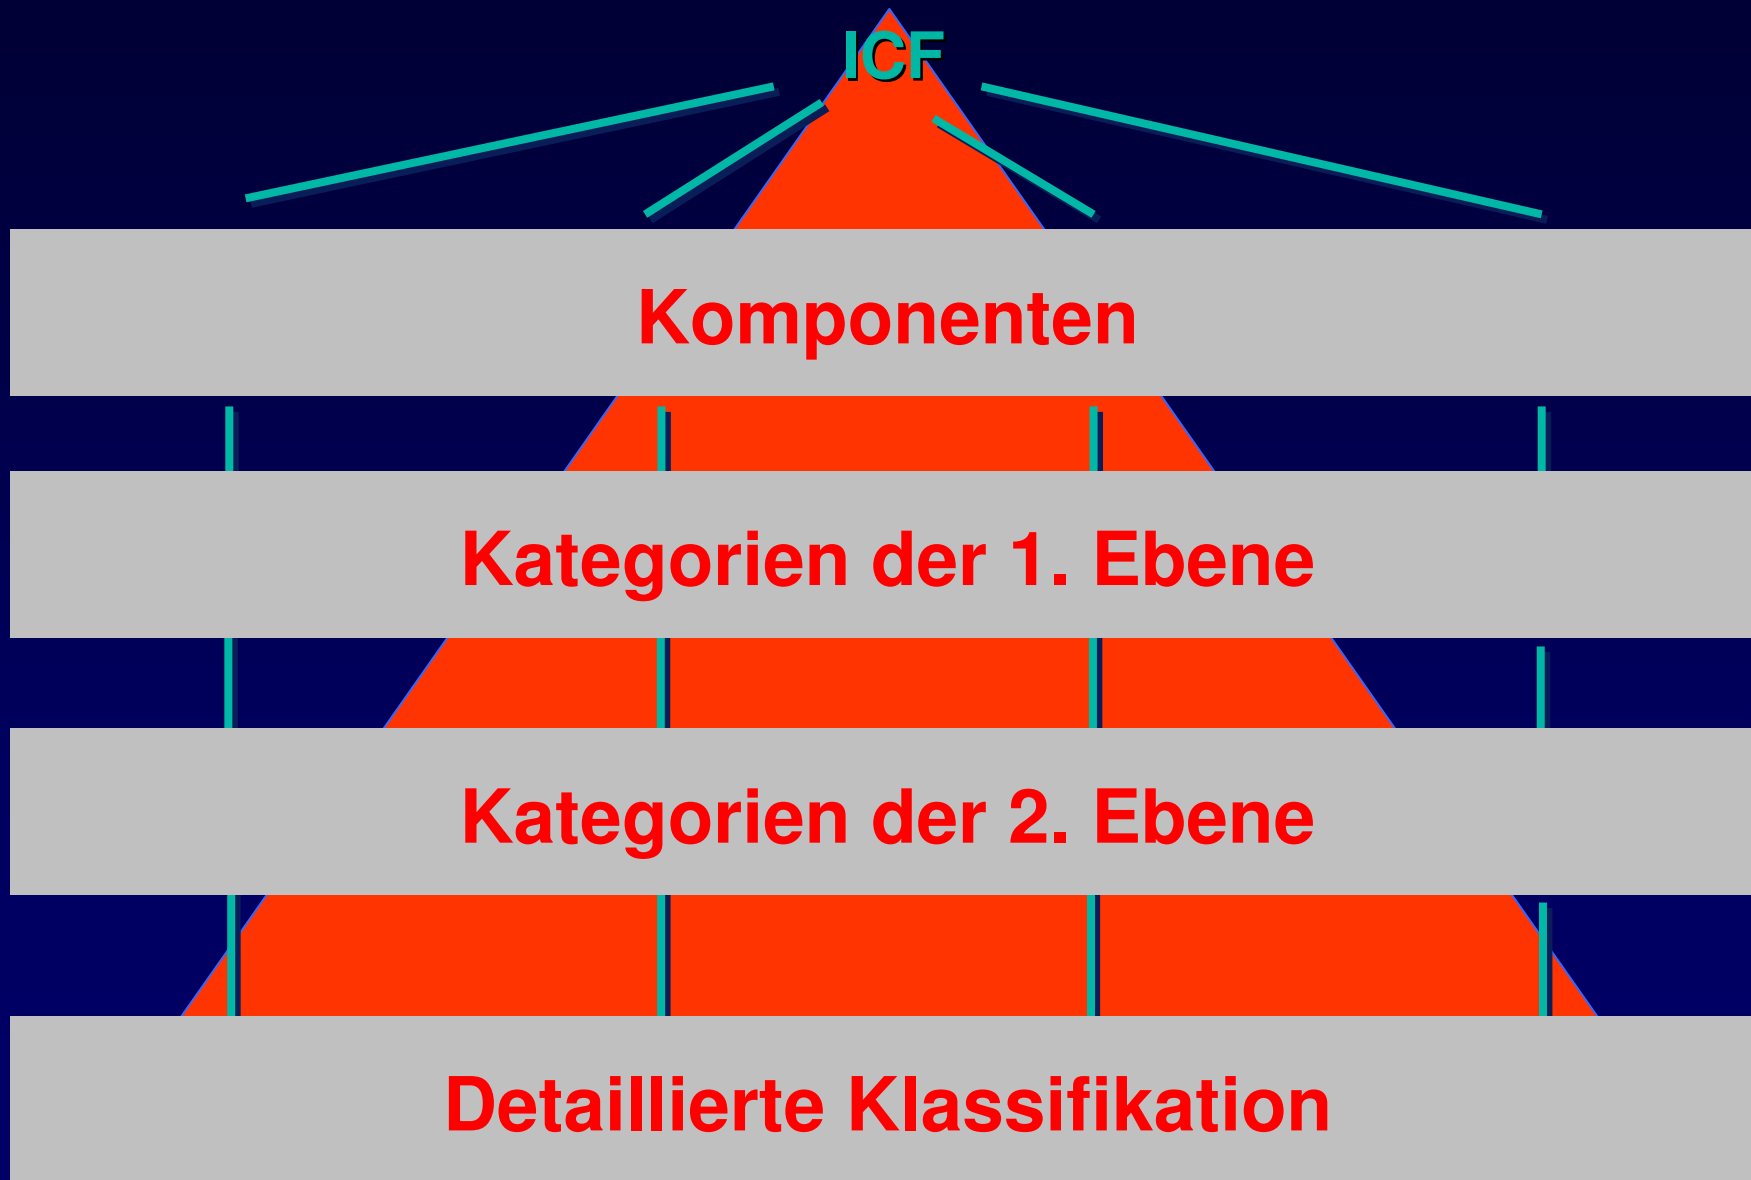 ICF
Komponenten
Kategorien der 1. Ebene
Kategorien der 2. Ebene
Detaillierte Klassifikation